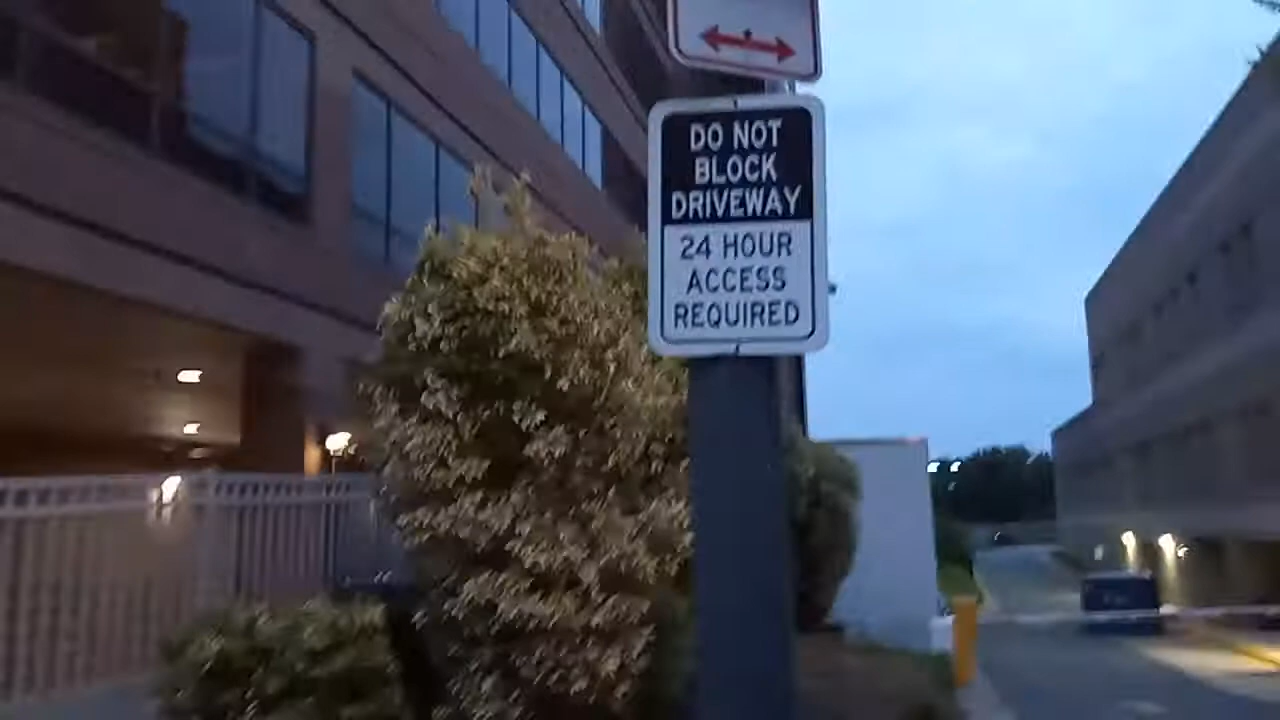 DO NOT
BLOCK
DRIVEWAY
24 HOUR
ACCESS
REQUIRED